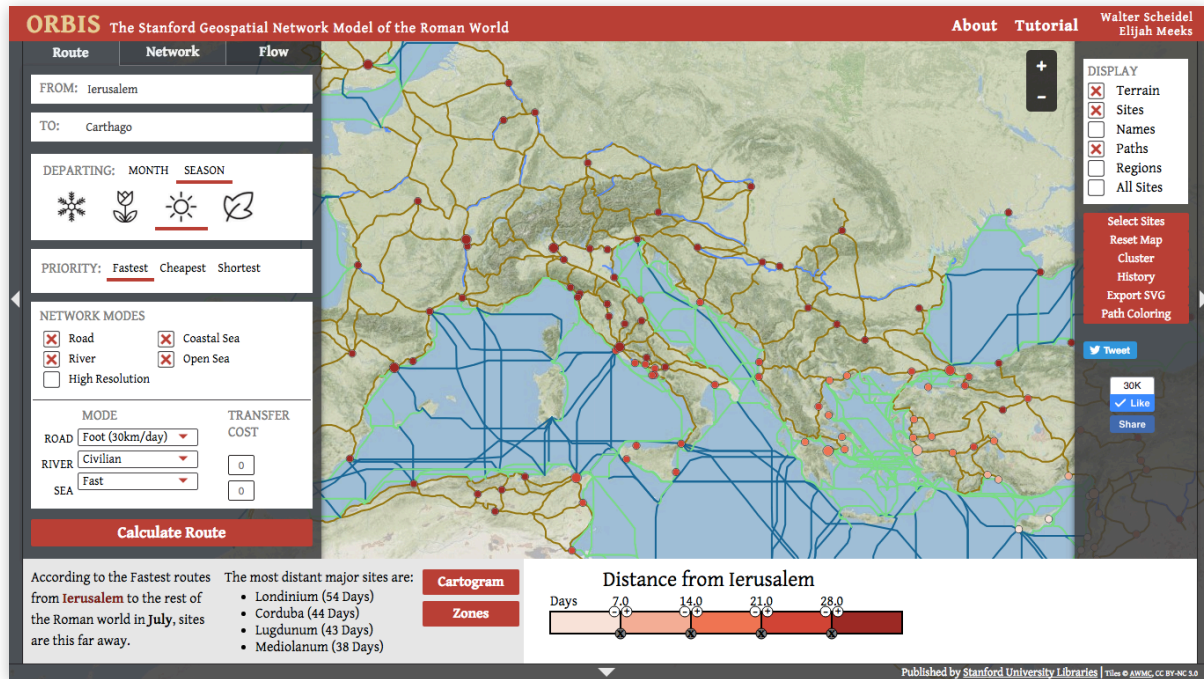 ORBIS The Stanford Geospatial Network Model of the Roman World
About Tutorial
Walter Scheidel
Elijah Meeks
Route Network Flow
FROM: Ierusalem
TO: Carthago
DEPARTING: MONTH SEASON
PRIORITY: Fastest Cheapest Shortest
NETWORK MODES
Road Coastal Sea
River Open Sea
High Resolution
MODE TRANSFER COST
ROAD Foot (30km/day)
RIVER Civilian 0
SEA Fast 0
Calculate Route
+
-
DISPLAY
Terrain
Sites
Names
Paths
Regions
All Sites
Select Sites
Reset Map
Cluster
History
Export SVG
Path Coloring
Tweet
30K
Like
Share
According to the Fastest routes
from Ierusalem to the rest of
the Roman world in July, sites
are this far away.
The most distant major sites are:
• Londinium (54 Days)
• Corduba (44 Days)
• Lugdunum (43 Days)
• Mediolanum (38 Days)
Cartogram
Zones
Distance from Ierusalem
Days 7.0 14.0 21.0 28.0
Published by Stanford University Libraries | Tiles © AWMC, CC BY-NC 3.0